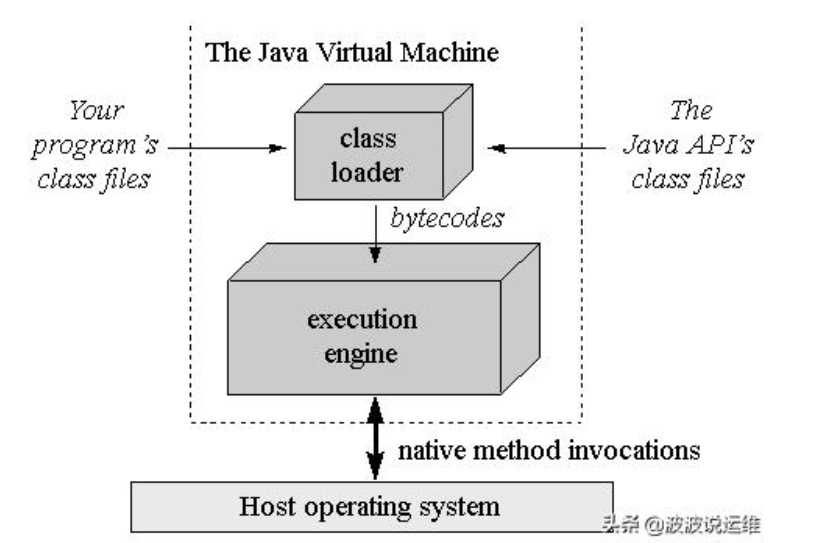 The Java Virtual Machine
Your
program's
class files
class
loader
The
Java API's
class files
bytecodes
execution
engine
native method invocations
Host operating system
头条 @波波说运维